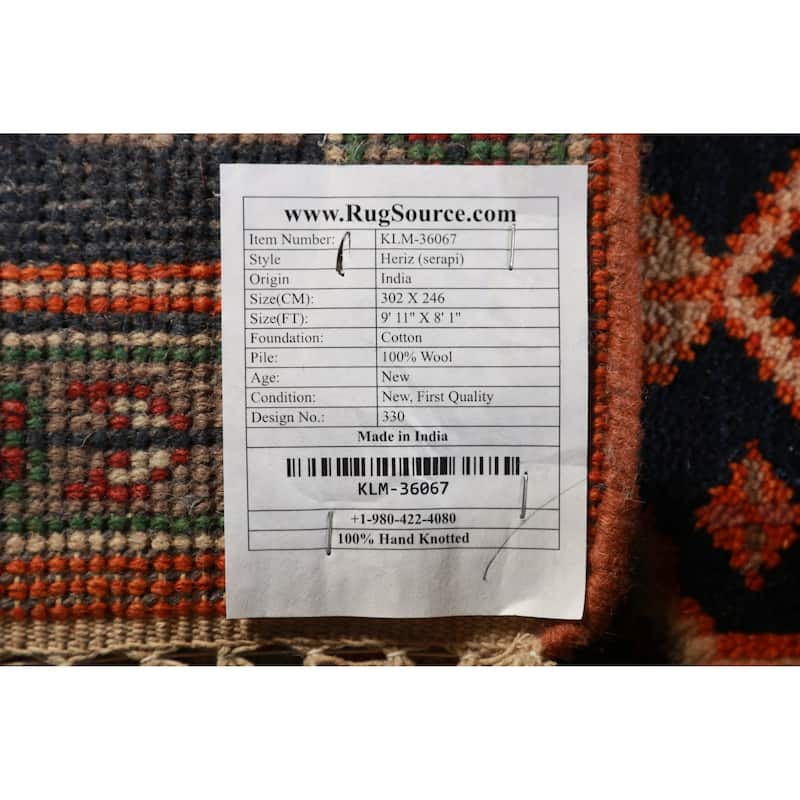 www.RugSource.com
Item Number: KLM-36067
Style Heriz (serapi)
Origin India
Size(CM): 302 X 246
Size(FT): 9' 11" X 8' 1"
Foundation: Cotton
Pile: 100% Wool
Age: New
Condition: New, First Quality
Design No.: 330
Made in India
KLM-36067
+1-980-422-4080
100% Hand Knotted